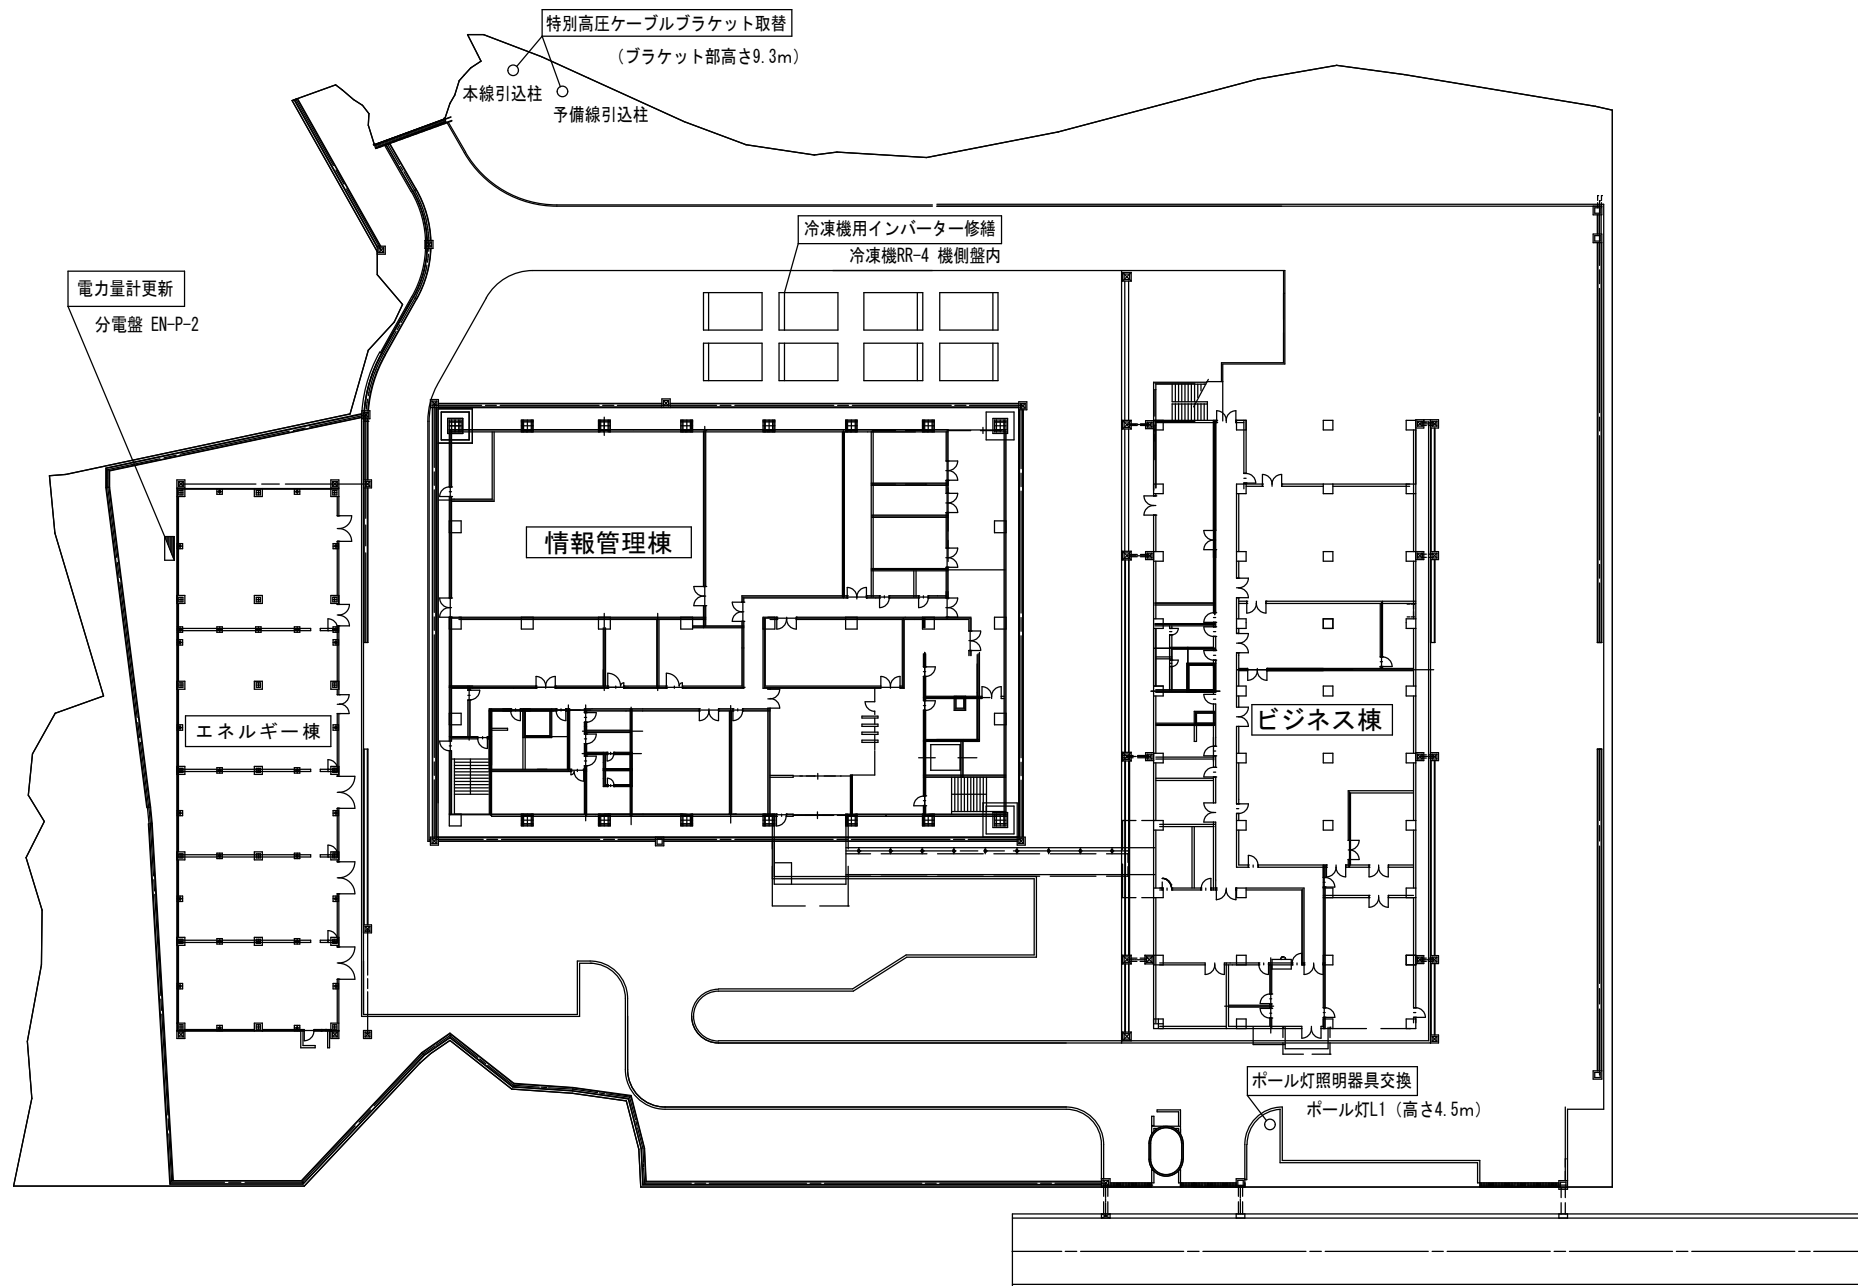 特別高圧ケーブルブラケット取替
（ブラケット部高さ9.3m）
本線引込柱
予備線引込柱
冷凍機用インバーター修繕
冷凍機RR-4 機側盤内
電力量計更新
分電盤 EN-P-2
情報管理棟
エネルギー棟
ビジネス棟
ポール灯照明器具交換
ポール灯L1（高さ4.5m）